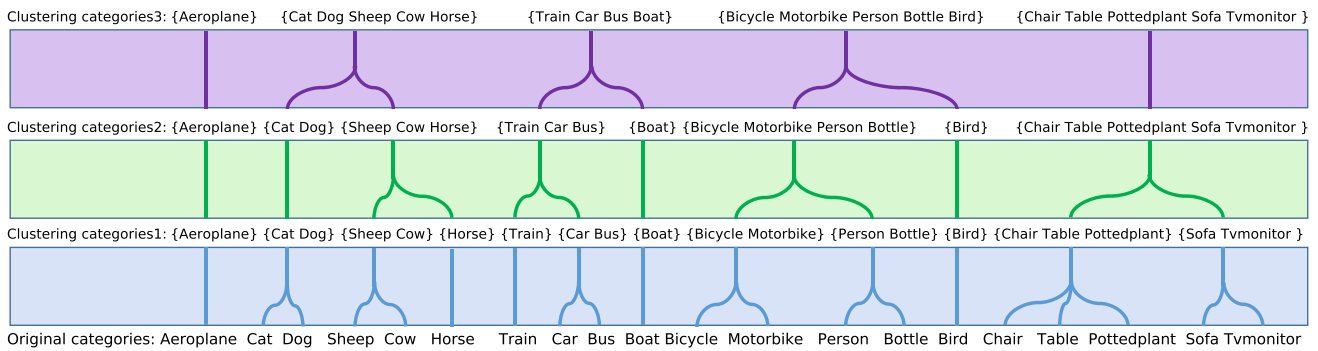 Clustering categories3: {Aeroplane} {Cat Dog Sheep Cow Horse} {Train Car Bus Boat} {Bicycle Motorbike Person Bottle Bird} {Chair Table Pottedplant Sofa Tvmonitor }
Clustering categories2: {Aeroplane} {Cat Dog} {Sheep Cow Horse} {Train Car Bus} {Boat} {Bicycle Motorbike Person Bottle} {Bird} {Chair Table Pottedplant Sofa Tvmonitor }
Clustering categories1: {Aeroplane} {Cat Dog} {Sheep Cow} {Horse} {Train} {Car Bus} {Boat} {Bicycle Motorbike} {Person Bottle} {Bird} {Chair Table Pottedplant} {Sofa Tvmonitor }
Original categories: Aeroplane Cat Dog Sheep Cow Horse Train Car Bus Boat Bicycle Motorbike Person Bottle Bird Chair Table Pottedplant Sofa Tvmonitor